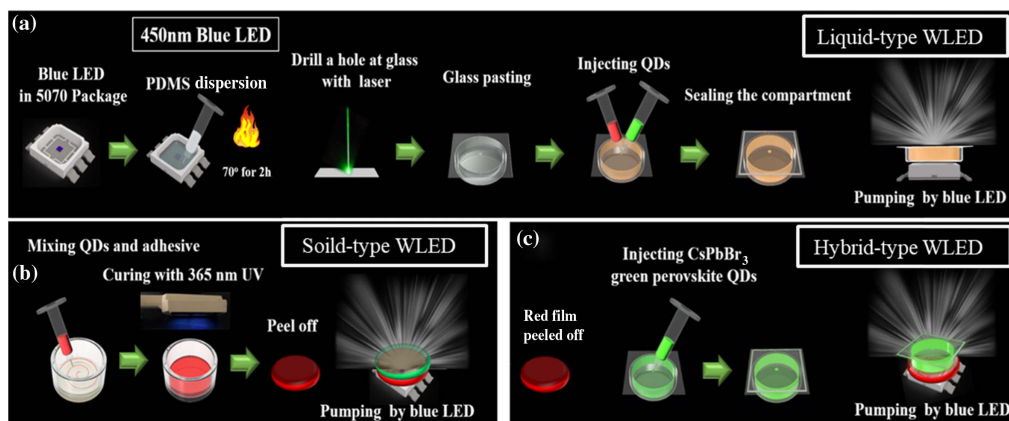 (a)
450nm Blue LED
Liquid-type WLED
Blue LED
in 5070 Package
PDMS dispersion
70° for 2h
Drill a hole at glass
with laser
Glass pasting
Injecting QDs
Sealing the compartment
Pumping by blue LED
(b)
Mixing QDs and adhesive
Soild-type WLED
Curing with 365 nm UV
Peel off
Pumping by blue LED
(c)
Injecting CsPbBr₃
green perovskite QDs
Hybrid-type WLED
Red film
peeled off
Pumping by blue LED